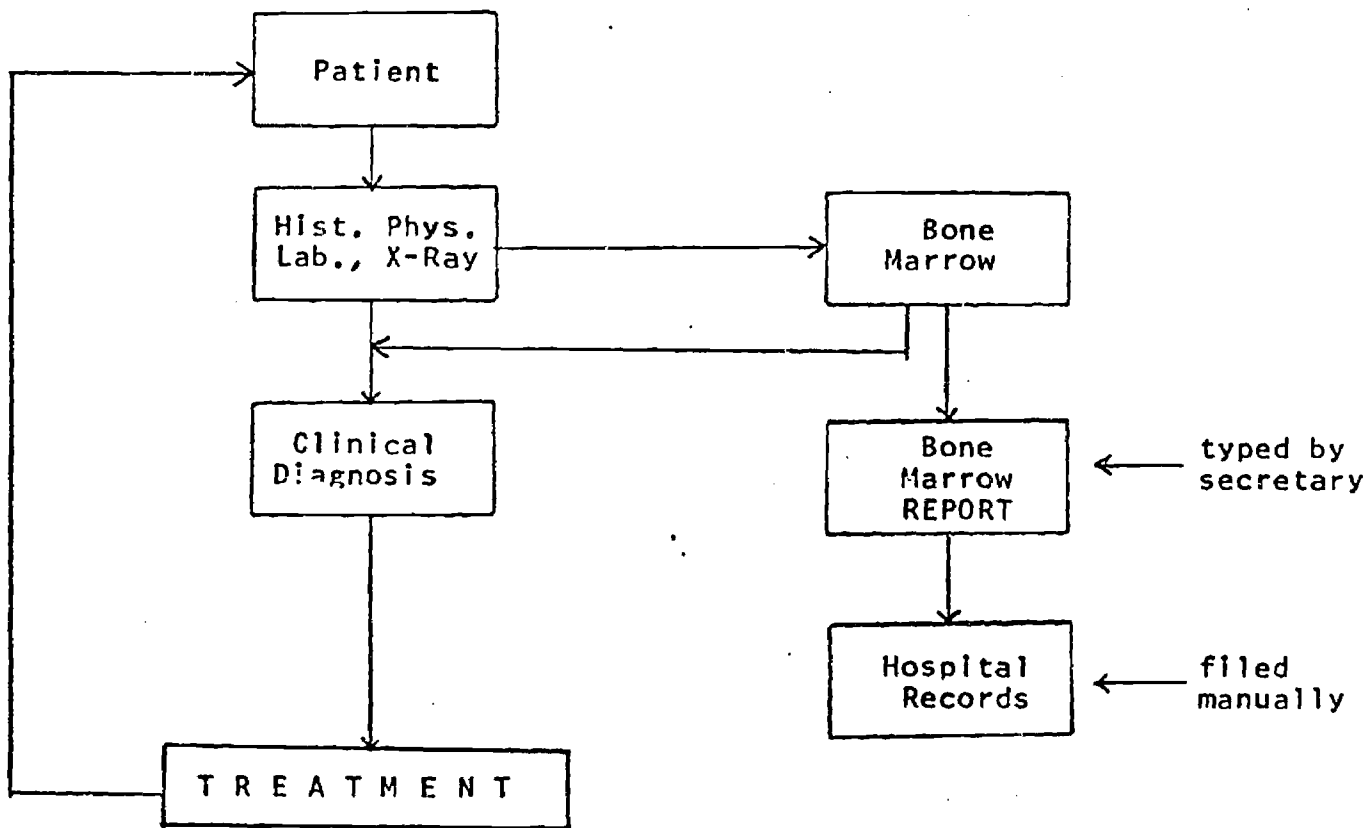 Patient
Hist. Phys.
Lab., X-Ray
Bone
Marrow
Clinical
Diagnosis
Bone
Marrow
REPORT
typed by
secretary
Hospital
Records
filed
manually
T R E A T M E N T